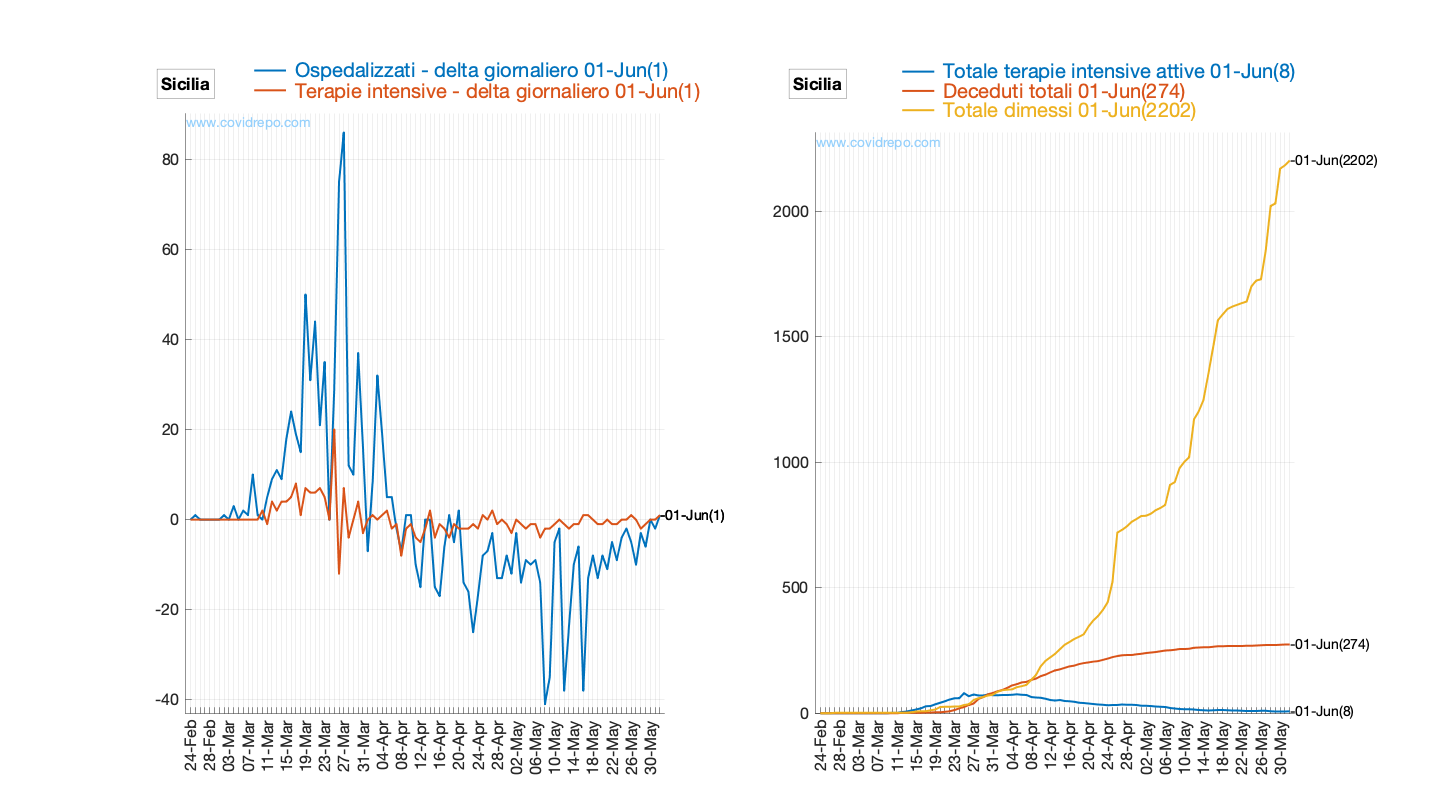 Sicilia
Ospedalizzati - delta giornaliero 01-Jun(1)
Terapie intensive - delta giornaliero 01-Jun(1)
www.covidrepo.com
80
60
40
20
0
-20
-40
01-Jun(1)
24-Feb
28-Feb
03-Mar
07-Mar
11-Mar
15-Mar
19-Mar
23-Mar
27-Mar
31-Mar
04-Apr
08-Apr
12-Apr
16-Apr
20-Apr
24-Apr
28-Apr
02-May
06-May
10-May
14-May
18-May
22-May
26-May
30-May
Sicilia
Totale terapie intensive attive 01-Jun(8)
Deceduti totali 01-Jun(274)
Totale dimessi 01-Jun(2202)
www.covidrepo.com
2000
1500
1000
500
0
01-Jun(2202)
01-Jun(274)
01-Jun(8)
24-Feb
28-Feb
03-Mar
07-Mar
11-Mar
15-Mar
19-Mar
23-Mar
27-Mar
31-Mar
04-Apr
08-Apr
12-Apr
16-Apr
20-Apr
24-Apr
28-Apr
02-May
06-May
10-May
14-May
18-May
22-May
26-May
30-May